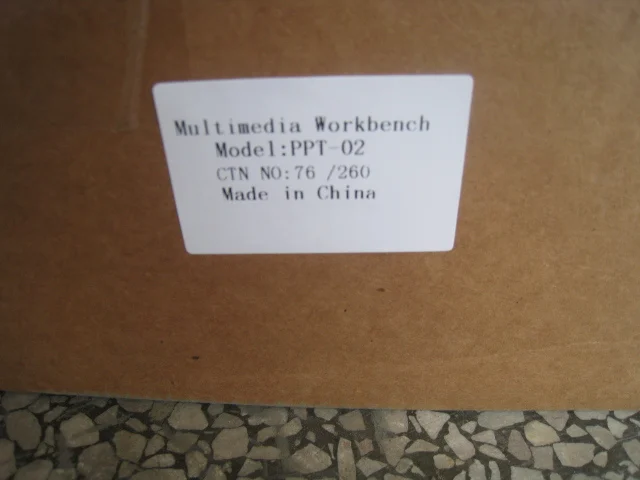 Multimedia Workbench
Model:PPT-02
CTN NO:76 /260
Made in China